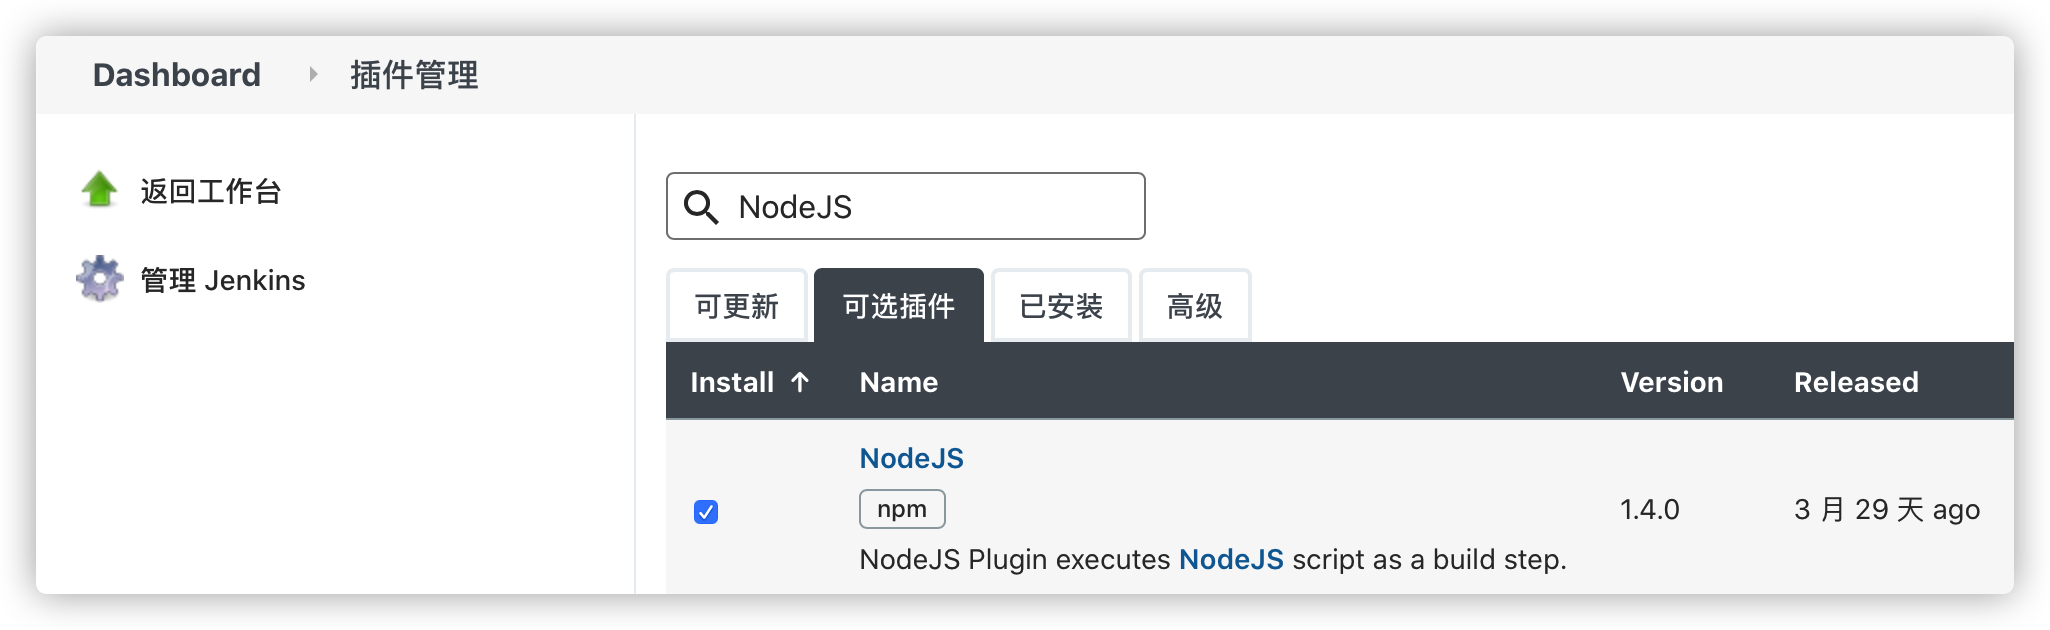 Dashboard 插件管理
返回工作台
管理 Jenkins
NodeJS
可更新 可选插件 已安装 高级
Install ↑ Name Version Released
NodeJS
npm
NodeJS Plugin executes NodeJS script as a build step.
1.4.0
3 月 29 天 ago